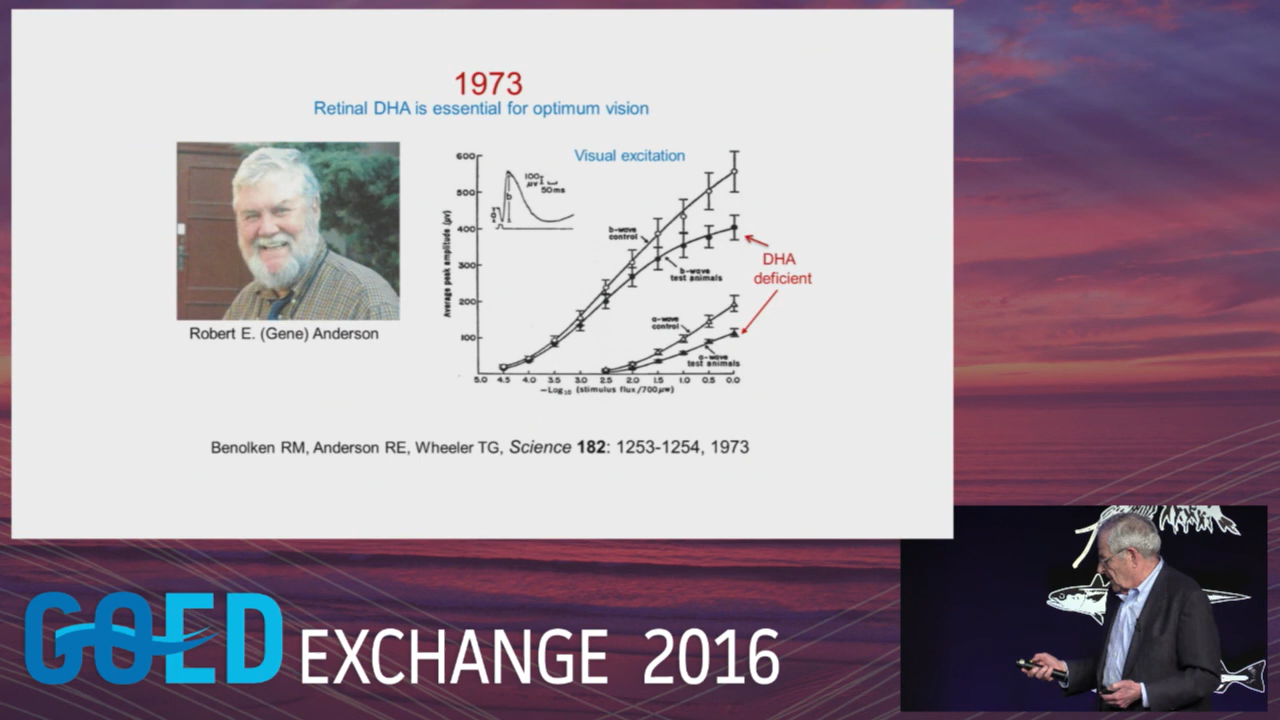 1973
Retinal DHA is essential for optimum vision
Visual excitation
600
500
400
300
200
100
Average peak amplitude (μv)
100
μv
50ms
b
a
b-wave
control
b-wave
test animals
a-wave
control
a-wave
test animals
DHA
deficient
5.0 4.5 4.0 3.5 3.0 2.5 2.0 1.5 1.0 0.5 0.0
-Log10 (stimulus flux/700μw)
Robert E. (Gene) Anderson
Benolken RM, Anderson RE, Wheeler TG, Science 182: 1253-1254, 1973
GOED EXCHANGE 2016